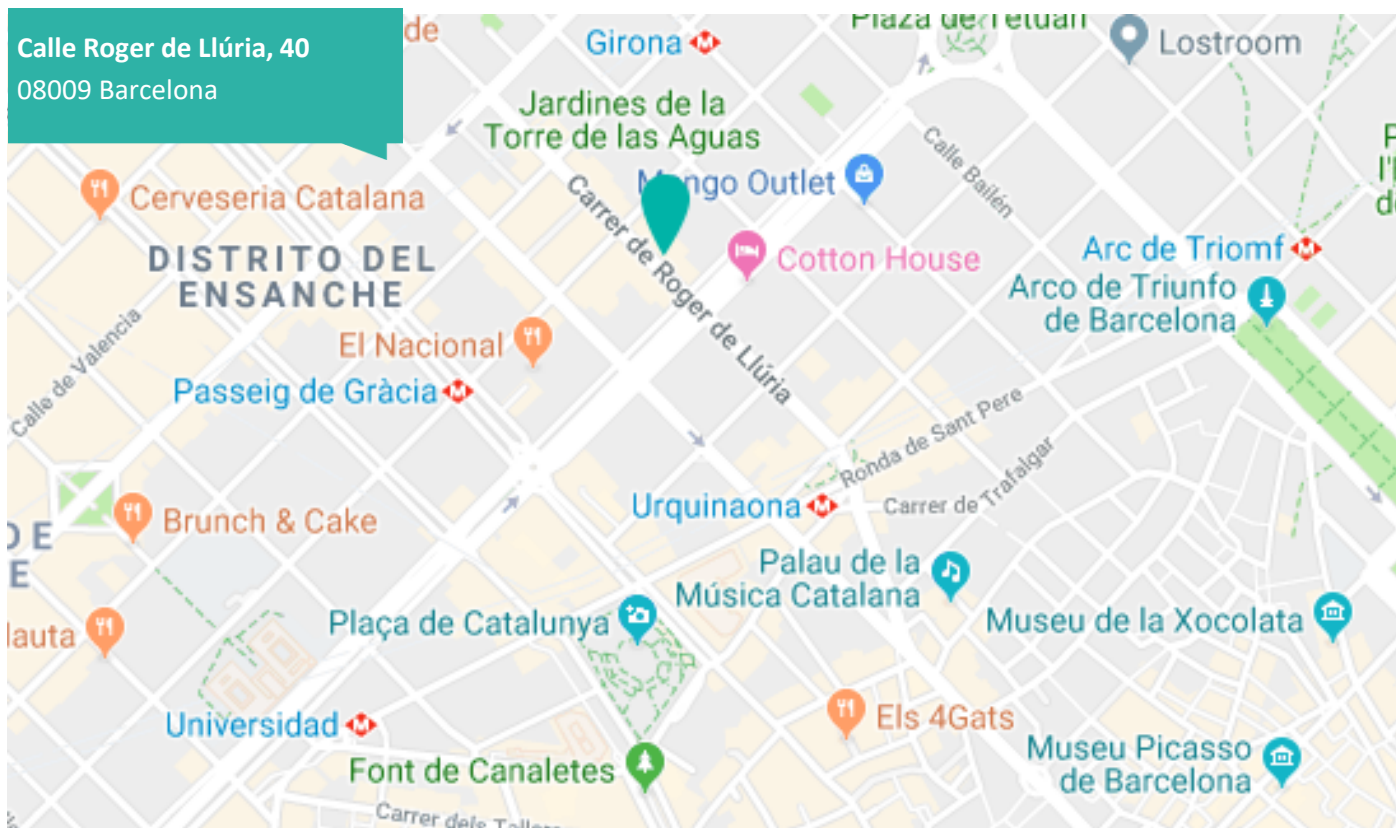 Calle Roger de Llúria, 40
08009 Barcelona
de
Girona
Plaza de Tetuán
Lostroom
Jardines de la
Torre de las Aguas
Calle Bailén
Cerveseria Catalana
Mango Outlet
Carrer de Roger de Llúria
DISTRITO DEL
ENSANCHE
Cotton House
Arc de Triomf
Arco de Triunfo
de Barcelona
Calle de Valencia
El Nacional
Passeig de Gràcia
Ronda de Sant Pere
Carrer de Trafalgar
Urquinaona
Brunch & Cake
DE
E
Palau de la
Música Catalana
Plaça de Catalunya
Museu de la Xocolata
lauta
Universidad
Els 4Gats
Font de Canaletes
Museu Picasso
de Barcelona
Carrer dels Tallers